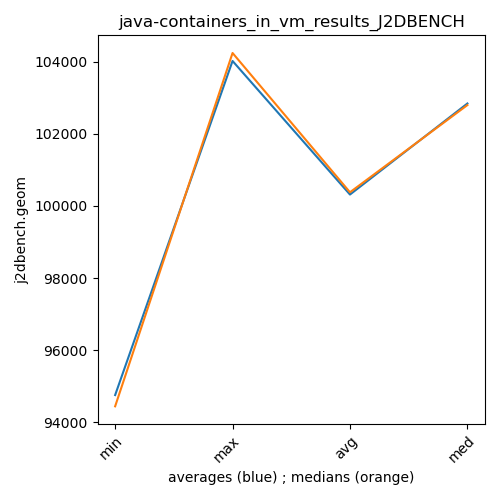 java-containers_in_vm_results_J2DBENCH
104000
102000
100000
98000
96000
94000
j2dbench.geom
min
max
avg
med
averages (blue) ; medians (orange)